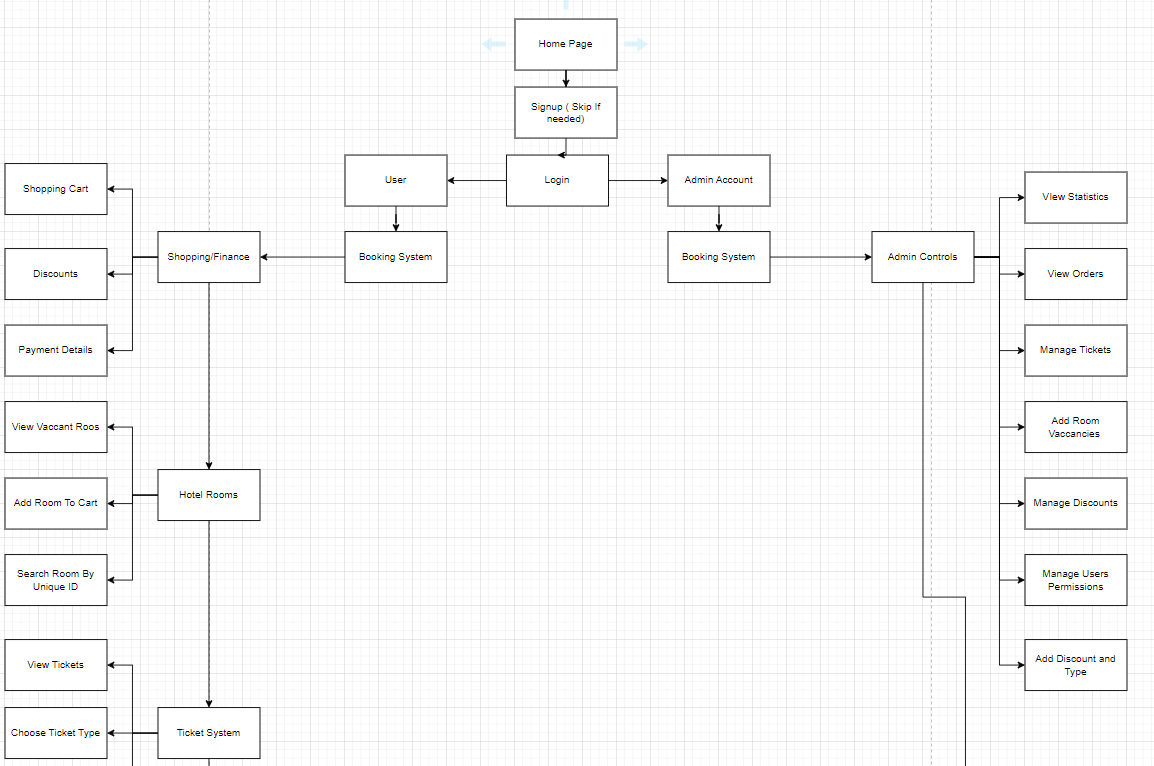 Home Page
Signup ( Skip If
needed)
User
Login
Admin Account
Shopping Cart
VIew Statistics
Shopping/Finance
Booking System
Booking System
Admin Controls
Discounts
View Orders
Payment Details
Manage Tickets
View Vaccant Roos
Add Room
Vaccancies
Hotel Rooms
Add Room To Cart
Manage Discounts
Search Room By
Unique ID
Manage Users
Permissions
View Tickets
Add Discount and
Type
Choose Ticket Type
Ticket System